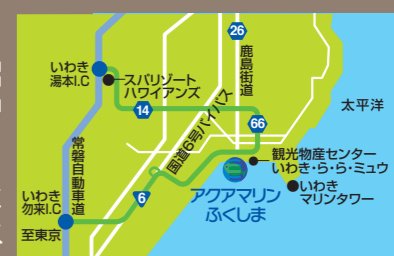 26
鹿島街道
いわき
湯本I.C
スパリゾート
ハワイアンズ
14
国道6号バイパス
66
太平洋
常磐自動車道
観光物産センター
いわき・ら・ら・ミュウ
アクアマリン
ふくしま
いわき
マリンタワー
いわき
勿来I.C
6
至東京